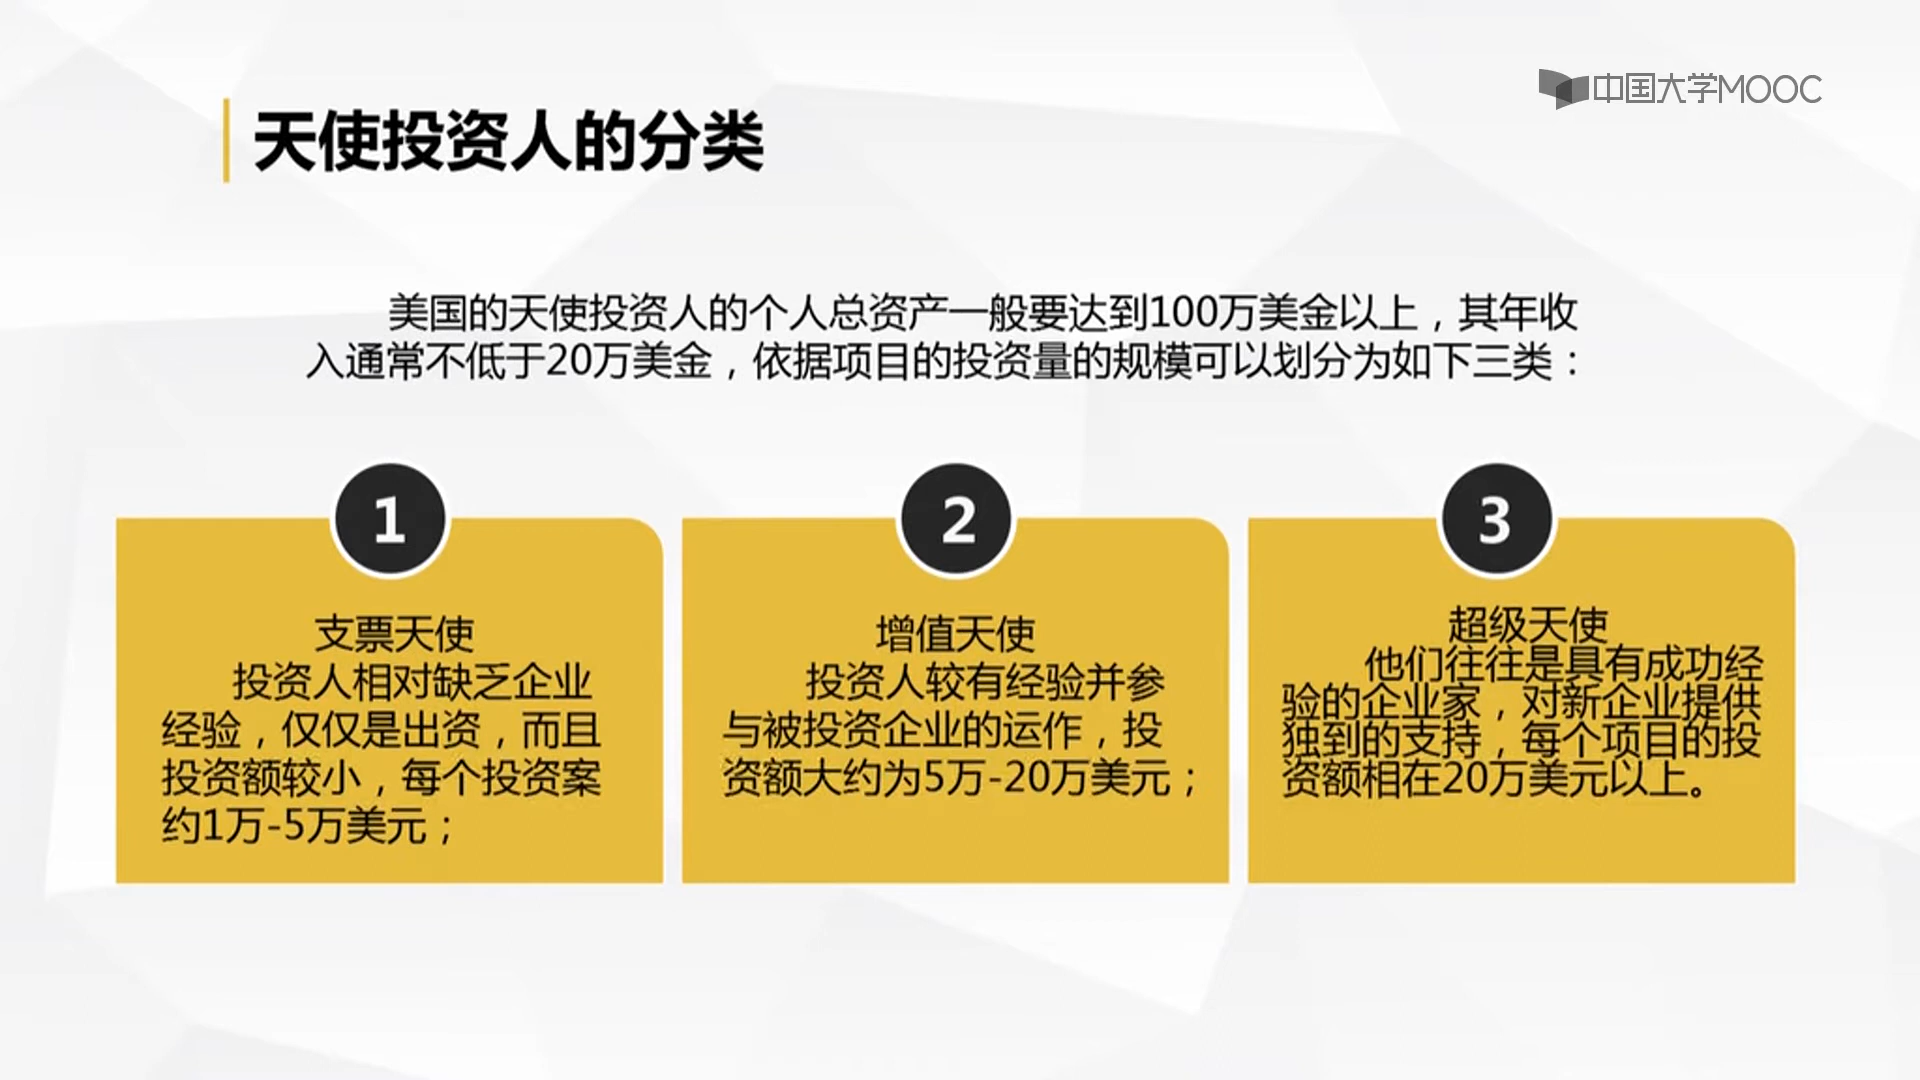 中国大学MOOC
天使投资人的分类
美国的天使投资人的个人总资产一般要达到100万美金以上，其年收
入通常不低于20万美金，依据项目的投资量的规模可以划分为如下三类：
1
支票天使
投资人相对缺乏企业
经验，仅仅是出资，而且
投资额较小，每个投资案
约1万-5万美元；
2
增值天使
投资人较有经验并参
与被投资企业的运作，投
资额大约为5万-20万美元；
3
超级天使
他们往往是具有成功经
验的企业家，对新企业提供
独到的支持，每个项目的投
资额相在20万美元以上。